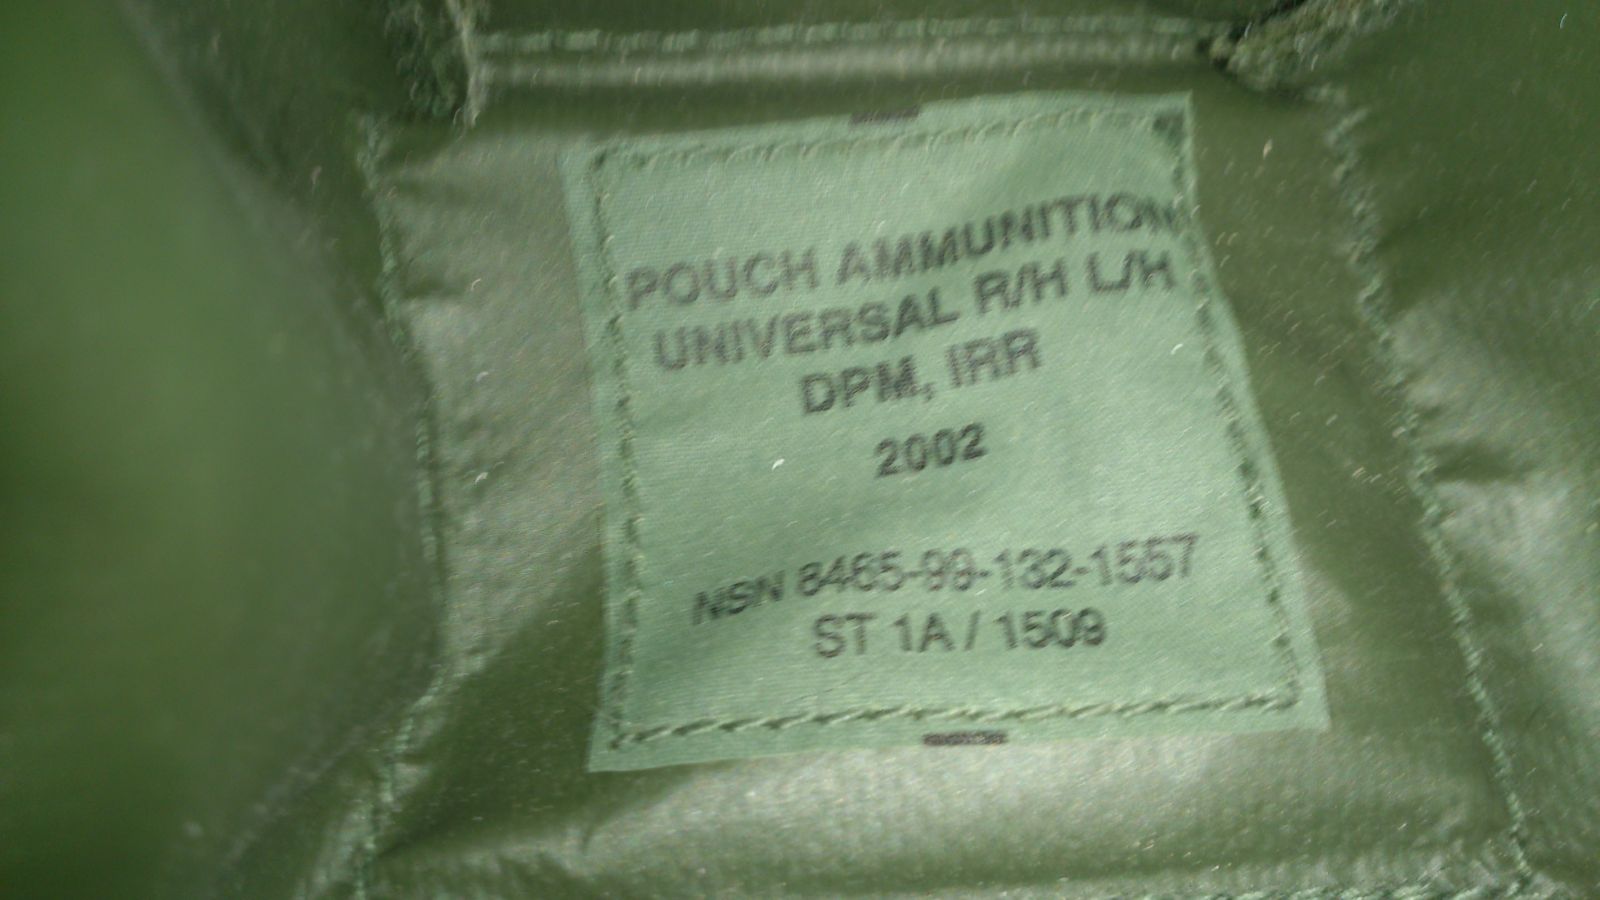 POUCH AMMUNITION
UNIVERSAL R/H L/H
DPM, IRR
2002
NSN 8465-99-132-1557
ST 1A / 1509